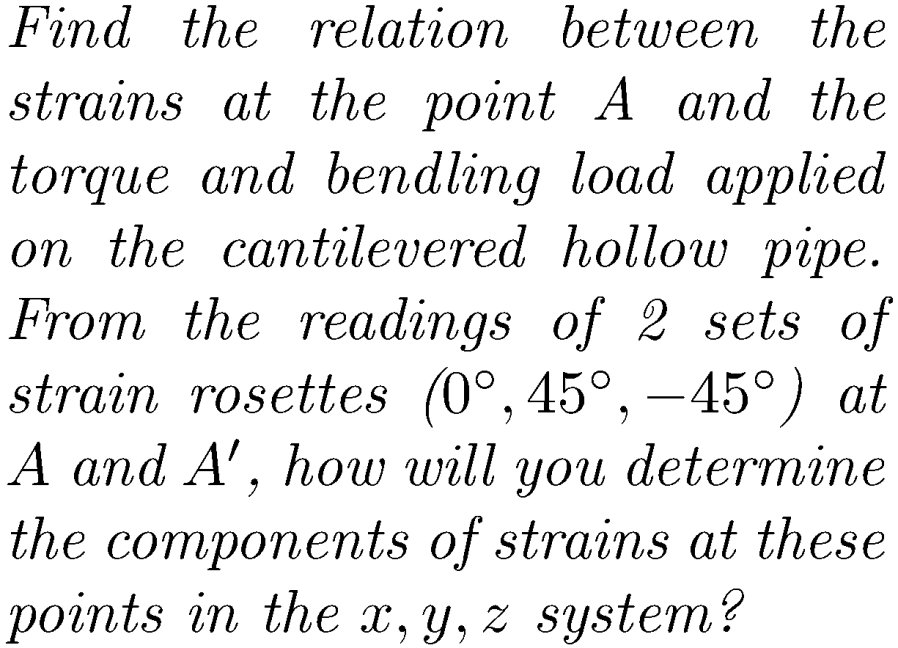 Find the relation between the
strains at the point A and the
torque and bendling load applied
on the cantilevered hollow pipe.
From the readings of 2 sets of
strain rosettes (0°, 45°, −45°) at
A and A′, how will you determine
the components of strains at these
points in the x, y, z system?